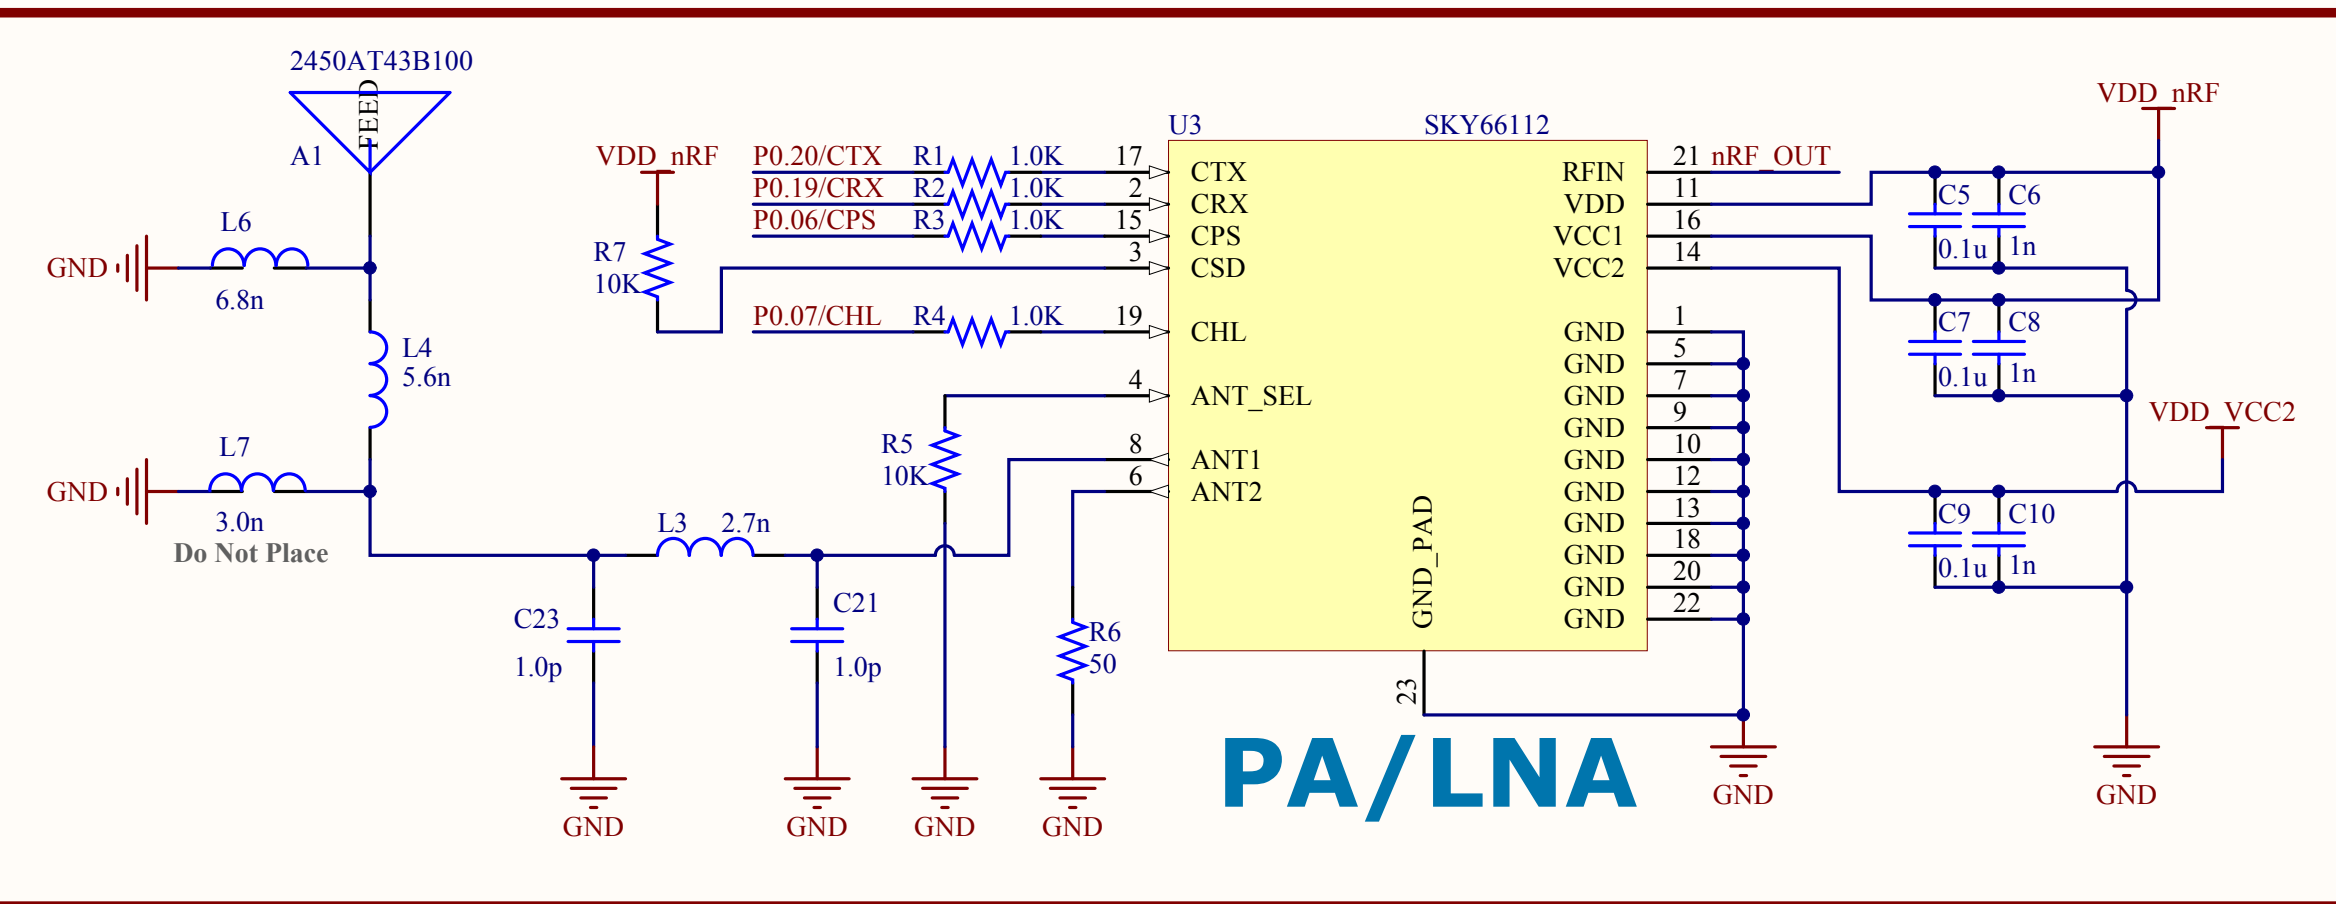 2450AT43B100
FEED
A1
L6
6.8n
GND
L4
5.6n
L7
3.0n
Do Not Place
GND
L3 2.7n
C23
1.0p
GND
C21
1.0p
GND
VDD_nRF
R7
10K
P0.20/CTX R1 1.0K 17
P0.19/CRX R2 1.0K 2
P0.06/CPS R3 1.0K 15
3
P0.07/CHL R4 1.0K 19
4
R5
10K
GND
8
6
R6
50
GND
U3 SKY66112
CTX
CRX
CPS
CSD
CHL
ANT_SEL
ANT1
ANT2
GND_PAD
23
RFIN 21 nRF_OUT
VDD 11
VCC1 16
VCC2 14
GND 1
GND 5
GND 7
GND 9
GND 10
GND 12
GND 13
GND 18
GND 20
GND 22
GND
PA/LNA
VDD_nRF
C5 C6
0.1u 1n
C7 C8
0.1u 1n
VDD_VCC2
C9 C10
0.1u 1n
GND